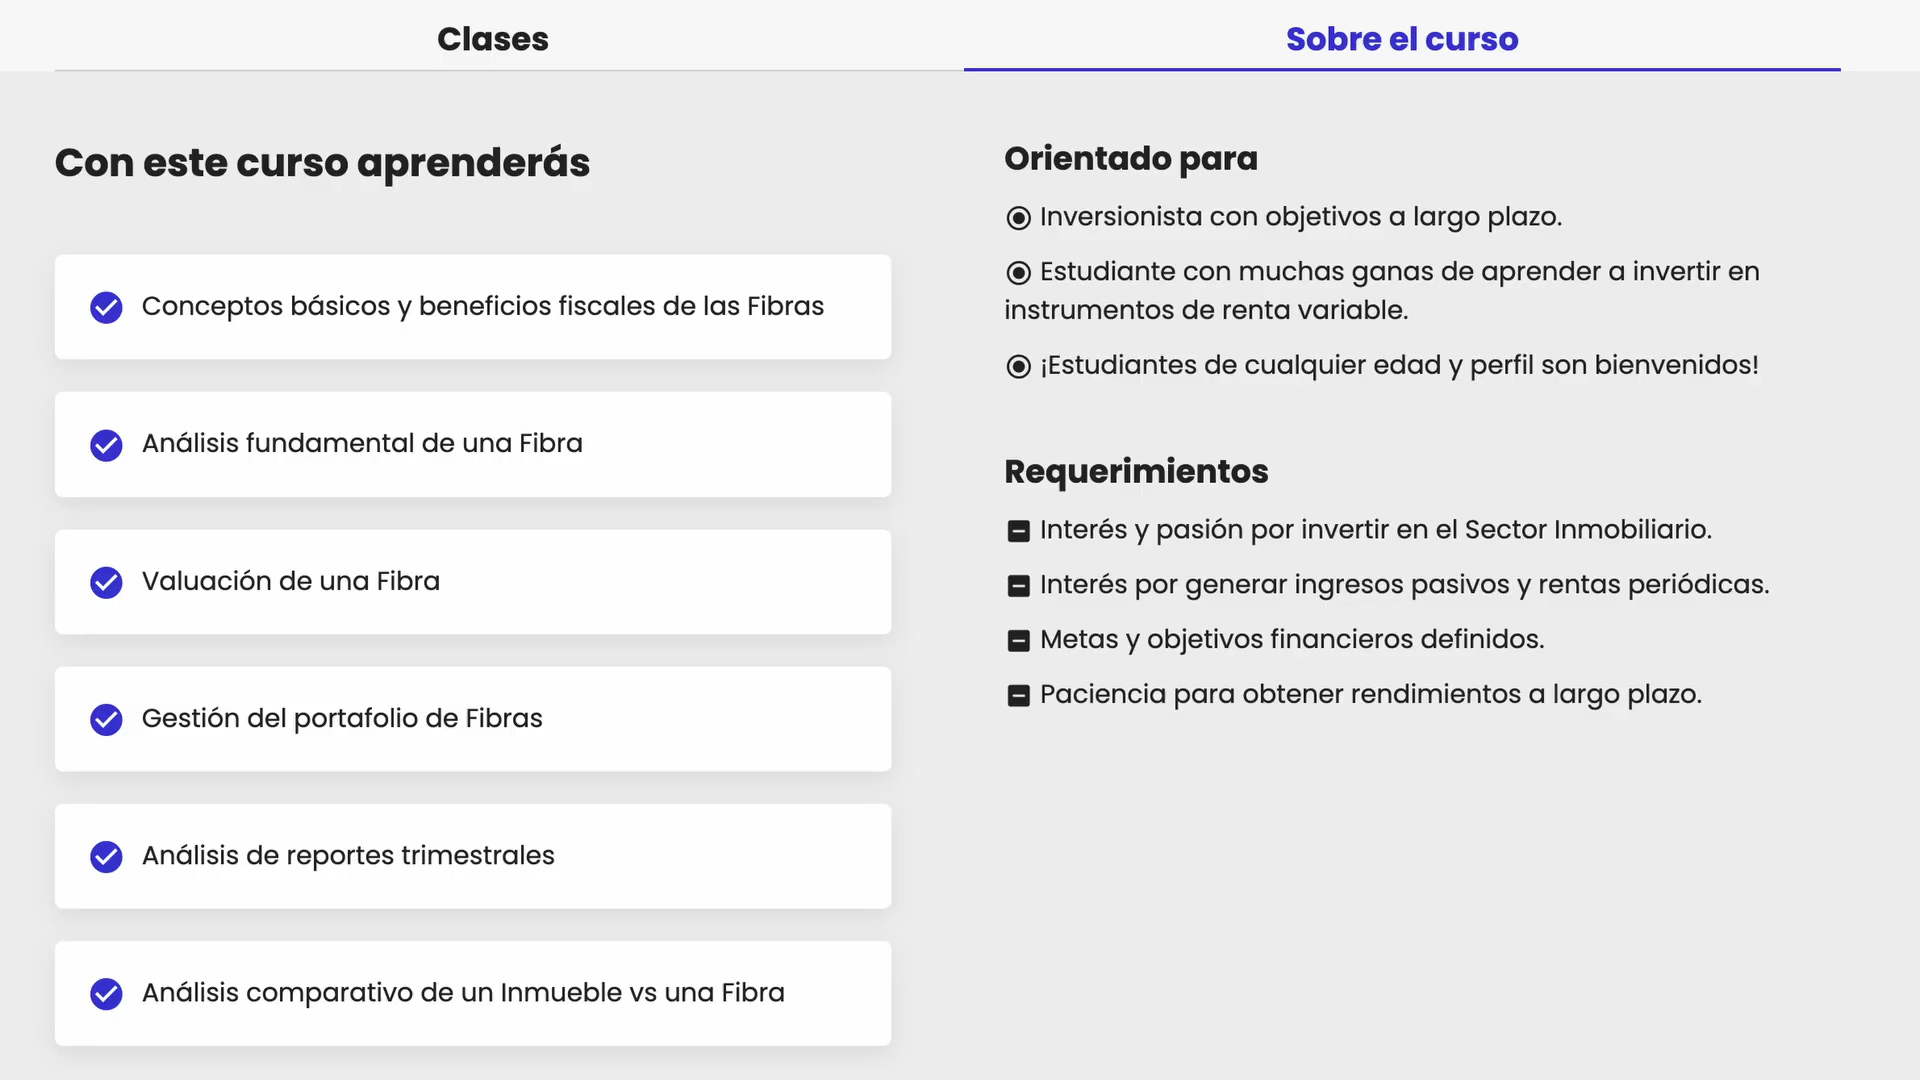 Clases
Sobre el curso
Con este curso aprenderás
Conceptos básicos y beneficios fiscales de las Fibras
Análisis fundamental de una Fibra
Valuación de una Fibra
Gestión del portafolio de Fibras
Análisis de reportes trimestrales
Análisis comparativo de un Inmueble vs una Fibra
Orientado para
Inversionista con objetivos a largo plazo.
Estudiante con muchas ganas de aprender a invertir en
instrumentos de renta variable.
¡Estudiantes de cualquier edad y perfil son bienvenidos!
Requerimientos
Interés y pasión por invertir en el Sector Inmobiliario.
Interés por generar ingresos pasivos y rentas periódicas.
Metas y objetivos financieros definidos.
Paciencia para obtener rendimientos a largo plazo.